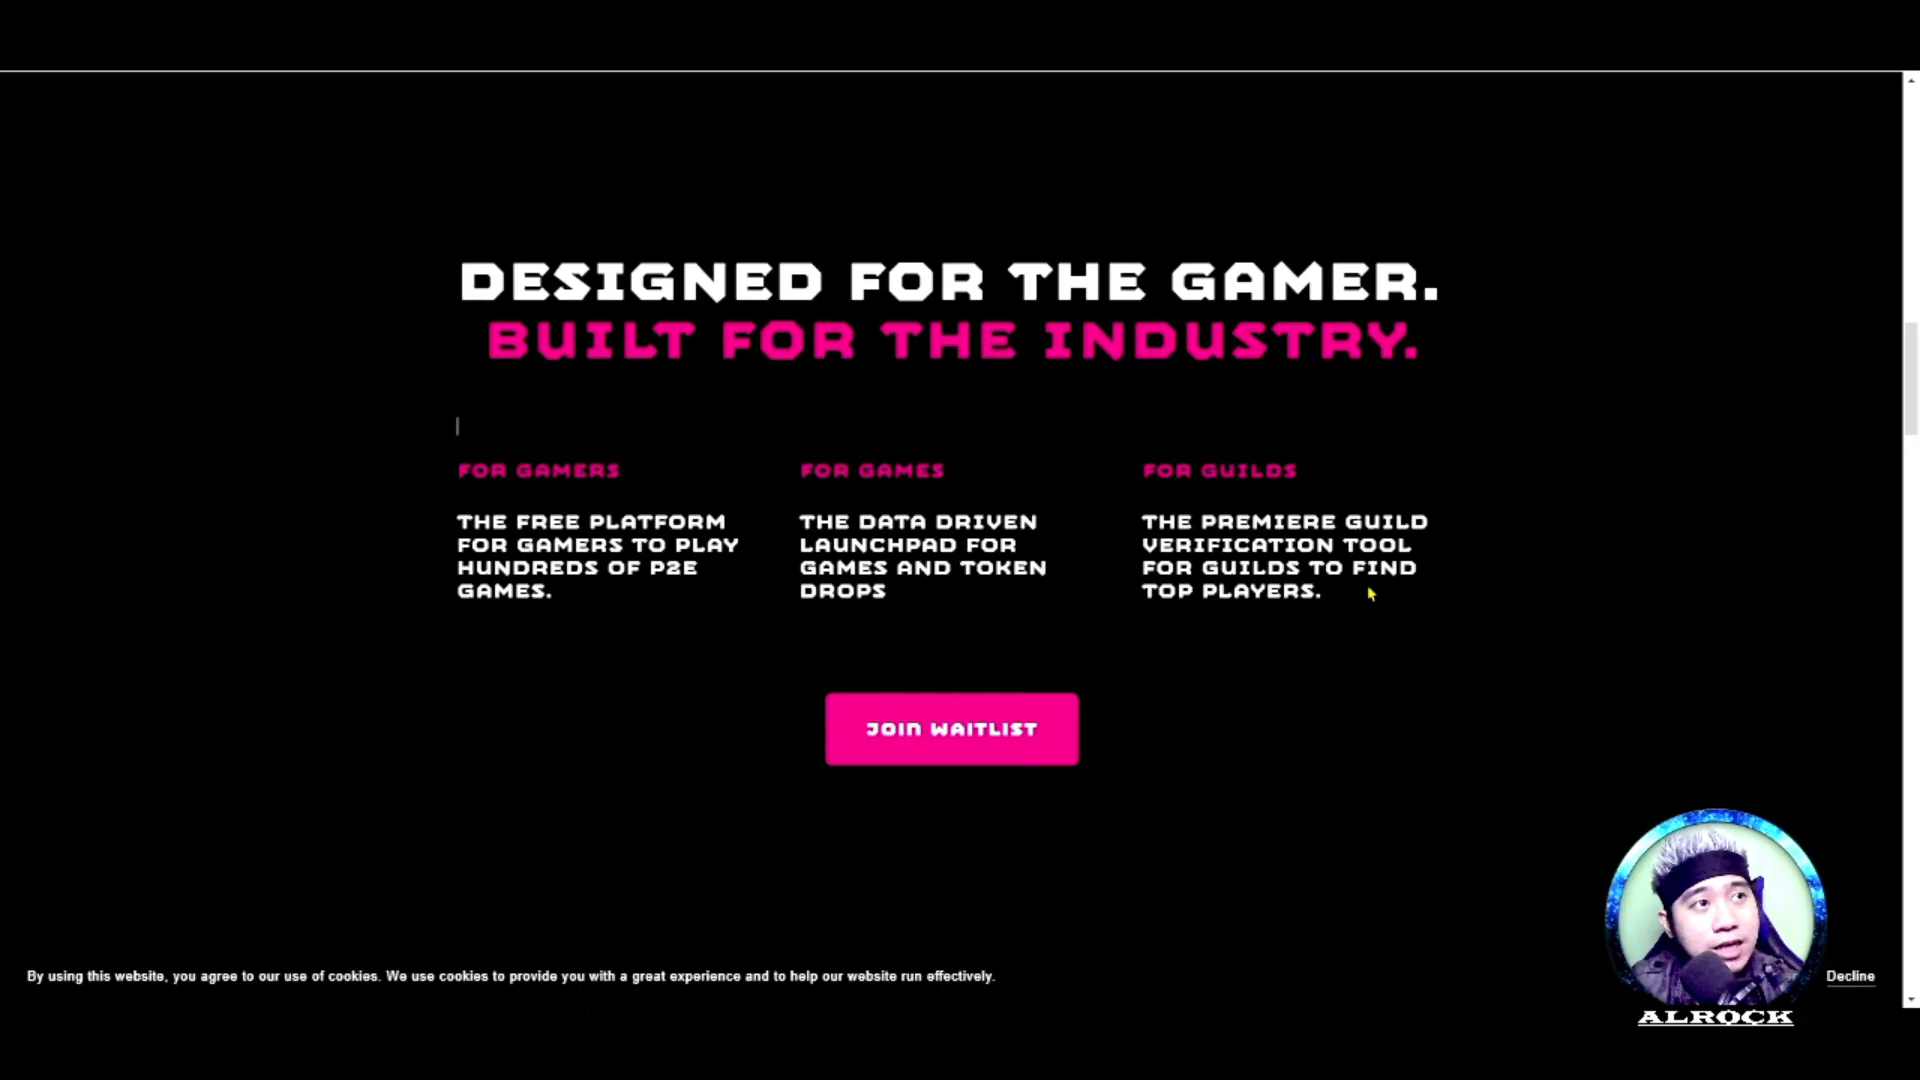 DESIGNED FOR THE GAMER.
BUILT FOR THE INDUSTRY.
FOR GAMERS
THE FREE PLATFORM
FOR GAMERS TO PLAY
HUNDREDS OF P2E
GAMES.
FOR GAMES
THE DATA DRIVEN
LAUNCHPAD FOR
GAMES AND TOKEN
DROPS
FOR GUILDS
THE PREMIERE GUILD
VERIFICATION TOOL
FOR GUILDS TO FIND
TOP PLAYERS.
JOIN WAITLIST
By using this website, you agree to our use of cookies. We use cookies to provide you with a great experience and to help our website run effectively.
Decline
ALROCK